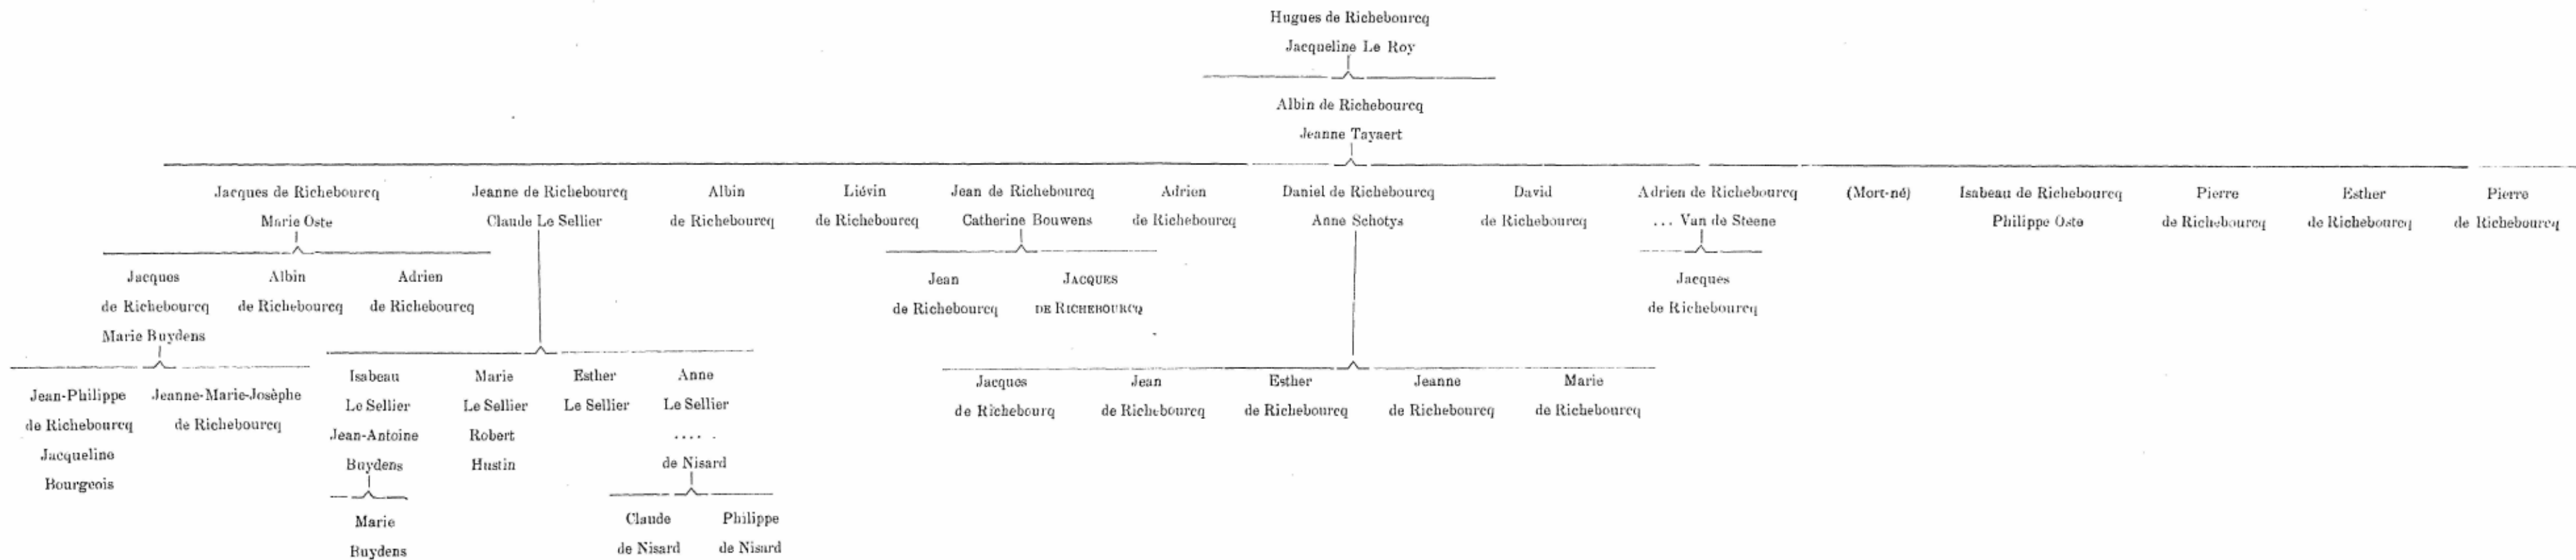 Hugues de Richebourcq
Jacqueline Le Roy
Albin de Richebourcq
Jeanne Tayaert
Jacques de Richebourcq
Marie Oste
Jeanne de Richebourcq
Claude Le Sellier
Albin
de Richebourcq
Liévin
de Richebourcq
Jean de Richebourcq
Catherine Bouwens
Adrien
de Richebourcq
Daniel de Richebourcq
Anne Schotys
David
de Richebourcq
Adrien de Richebourcq
... Van de Steene
(Mort-né)
Isabeau de Richebourcq
Philippe Oste
Pierre
de Richebourcq
Esther
de Richebourcq
Pierre
de Richebourcq
Jacques
de Richebourcq
Marie Buydens
Albin
de Richebourcq
Adrien
de Richebourcq
Jean
de Richebourcq
JACQUES
DE RICHEBOURCQ
Jacques
de Richebourcq
Jean-Philippe
de Richebourcq
Jacqueline
Bourgeois
Jeanne-Marie-Josèphe
de Richebourcq
Isabeau
Le Sellier
Jean-Antoine
Buydens
Marie
Le Sellier
Robert
Hustin
Esther
Le Sellier
Anne
Le Sellier
.... .
de Nisard
Jacques
de Richebourq
Jean
de Richebourcq
Esther
de Richebourcq
Jeanne
de Richebourcq
Marie
de Richebourcq
Marie
Buydens
Claude
de Nisard
Philippe
de Nisard